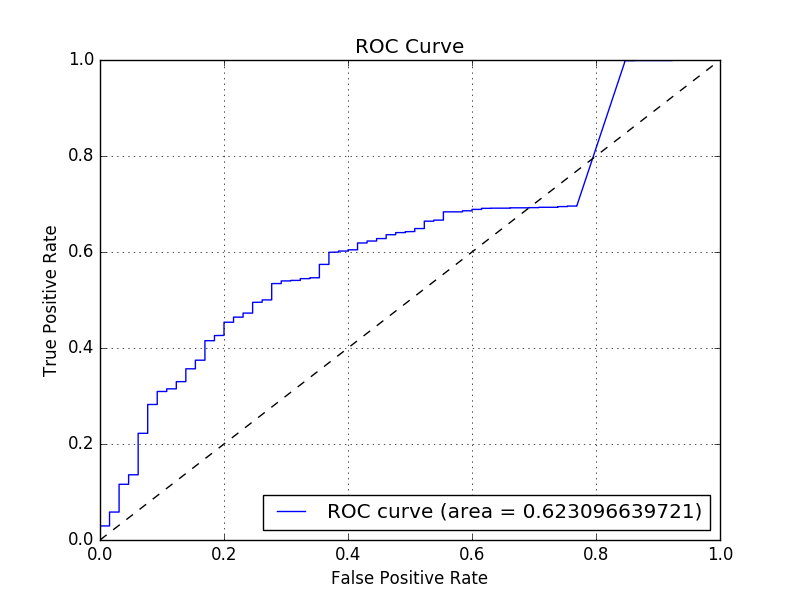 ROC Curve
1.0
0.8
0.6
0.4
0.2
0.0
True Positive Rate
ROC curve (area = 0.623096639721)
0.0 0.2 0.4 0.6 0.8 1.0
False Positive Rate